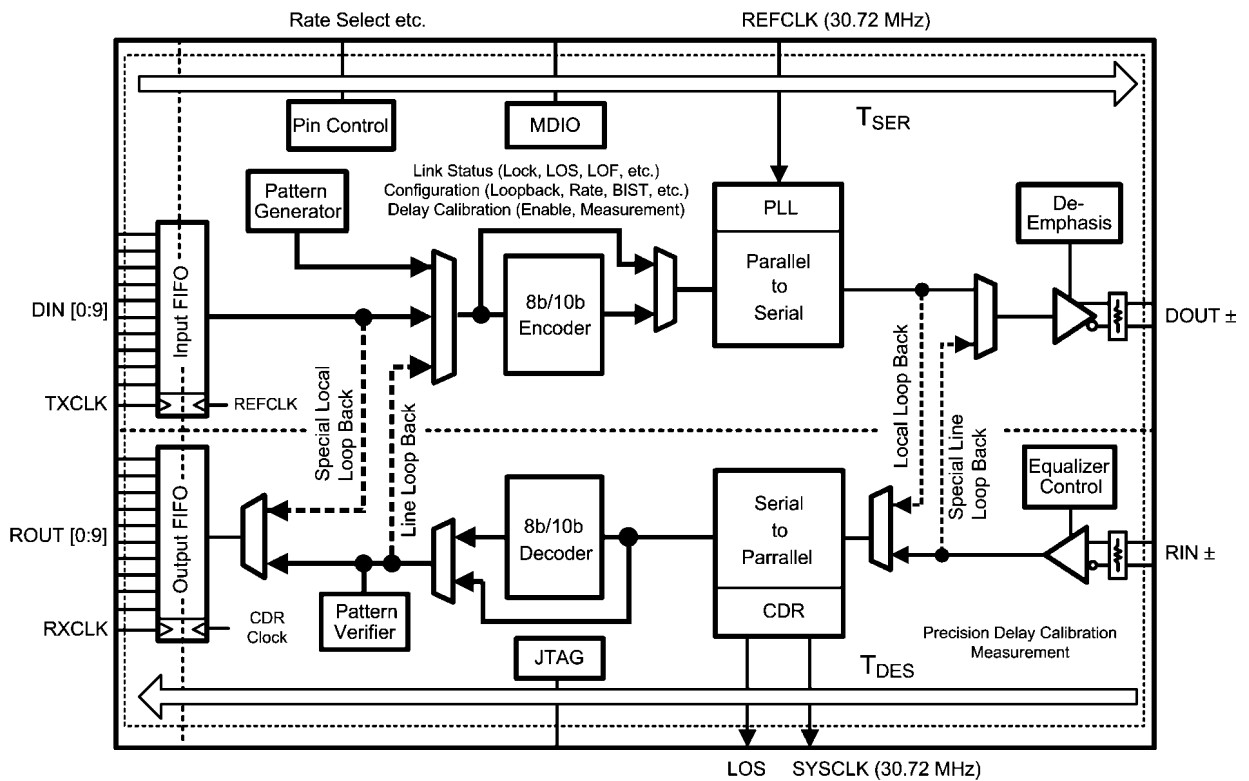 Rate Select etc.
REFCLK (30.72 MHz)
T_SER
Pin Control
MDIO
Link Status (Lock, LOS, LOF, etc.)
Configuration (Loopback, Rate, BIST, etc.)
Delay Calibration (Enable, Measurement)
Pattern
Generator
PLL
Parallel
to
Serial
De-
Emphasis
DIN [0:9]
Input FIFO
8b/10b
Encoder
DOUT ±
TXCLK
REFCLK
Special Local
Loop Back
Line Loop Back
Local Loop Back
Special Line
Loop Back
Equalizer
Control
ROUT [0:9]
Output FIFO
8b/10b
Decoder
Serial
to
Parrallel
CDR
RIN ±
RXCLK
CDR
Clock
Pattern
Verifier
JTAG
Precision Delay Calibration
Measurement
T_DES
LOS
SYSCLK (30.72 MHz)